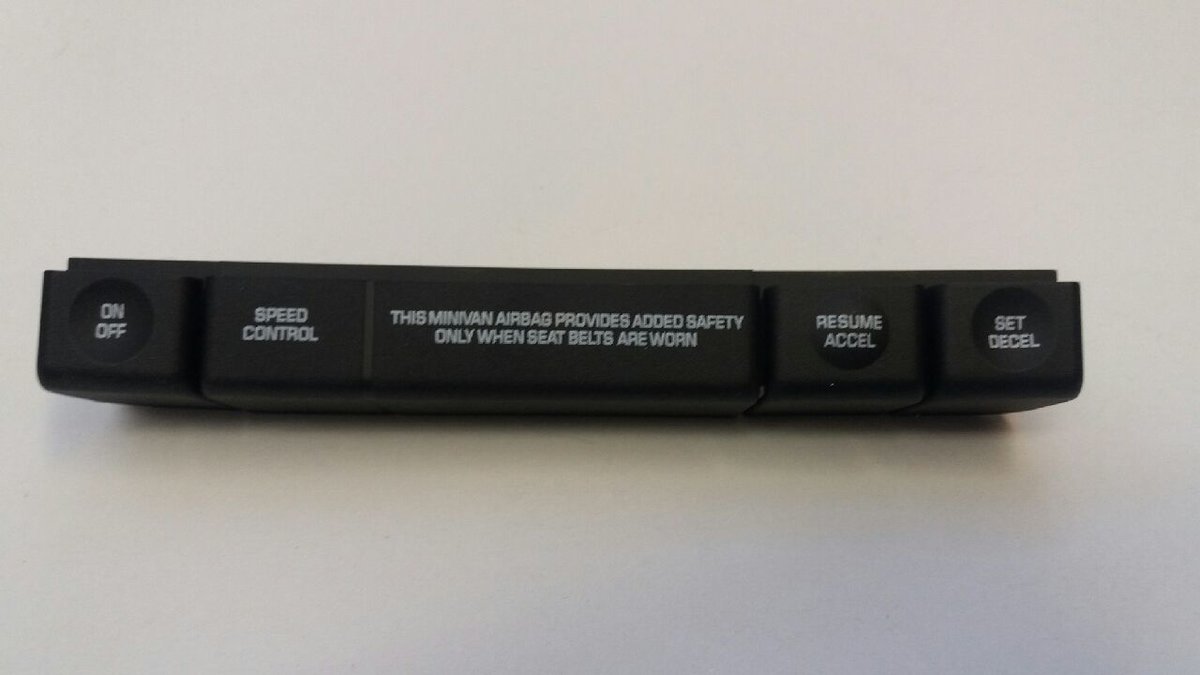 ON
OFF
SPEED
CONTROL
THIS MINIVAN AIRBAG PROVIDES ADDED SAFETY
ONLY WHEN SEAT BELTS ARE WORN
RESUME
ACCEL
SET
DECEL